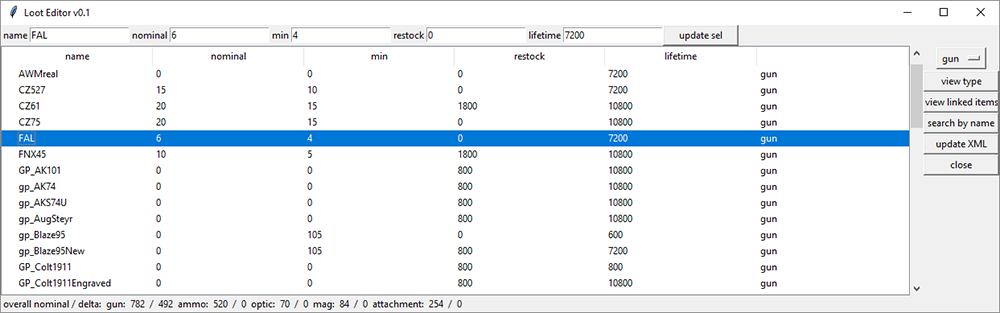 Loot Editor v0.1
name FAL nominal 6 min 4 restock 0 lifetime 7200 update sel
name nominal min restock lifetime
gun
AWMreal 0 0 0 7200 gun
view type
CZ527 15 10 0 7200 gun
CZ61 20 15 1800 10800 gun
view linked items
CZ75 20 15 0 10800 gun
search by name
FAL 6 4 0 7200 gun
update XML
FNX45 10 5 1800 10800 gun
close
GP_AK101 0 0 800 10800 gun
gp_AK74 0 0 800 10800 gun
gp_AKS74U 0 0 800 10800 gun
gp_AugSteyr 0 0 800 10800 gun
gp_Blaze95 0 105 0 600 gun
gp_Blaze95New 0 105 800 7200 gun
GP_Colt1911 0 0 800 800 gun
GP_Colt1911Engraved 0 0 800 10800 gun
overall nominal / delta: gun: 782 / 492 ammo: 520 / 0 optic: 70 / 0 mag: 84 / 0 attachment: 254 / 0